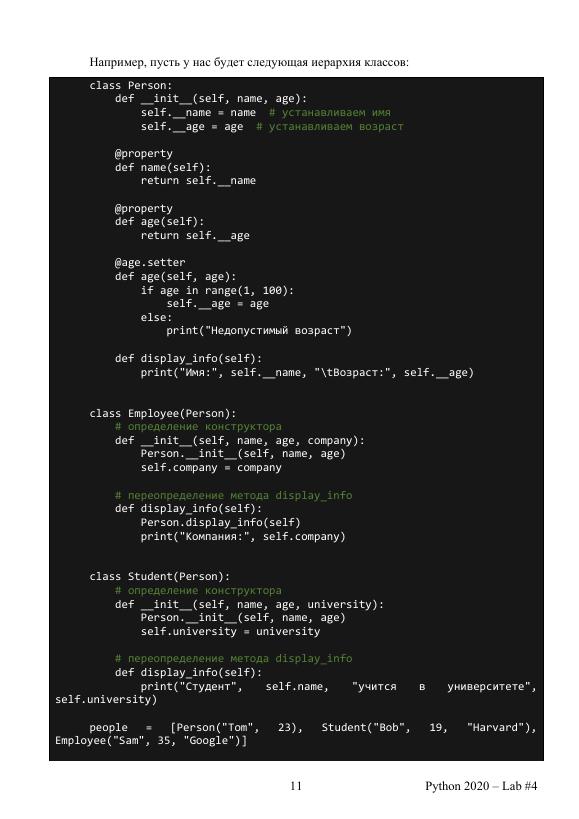 Например, пусть у нас будет следующая иерархия классов:
class Person:
    def __init__(self, name, age):
        self.__name = name  # устанавливаем имя
        self.__age = age  # устанавливаем возраст

    @property
    def name(self):
        return self.__name

    @property
    def age(self):
        return self.__age

    @age.setter
    def age(self, age):
        if age in range(1, 100):
            self.__age = age
        else:
            print("Недопустимый возраст")

    def display_info(self):
        print("Имя:", self.__name, "\tВозраст:", self.__age)

class Employee(Person):
    # определение конструктора
    def __init__(self, name, age, company):
        Person.__init__(self, name, age)
        self.company = company

    # переопределение метода display_info
    def display_info(self):
        Person.display_info(self)
        print("Компания:", self.company)

class Student(Person):
    # определение конструктора
    def __init__(self, name, age, university):
        Person.__init__(self, name, age)
        self.university = university

    # переопределение метода display_info
    def display_info(self):
        print("Студент", self.name, "учится в университете",
self.university)

people = [Person("Tom", 23), Student("Bob", 19, "Harvard"),
Employee("Sam", 35, "Google")]
11 Python 2020 – Lab #4